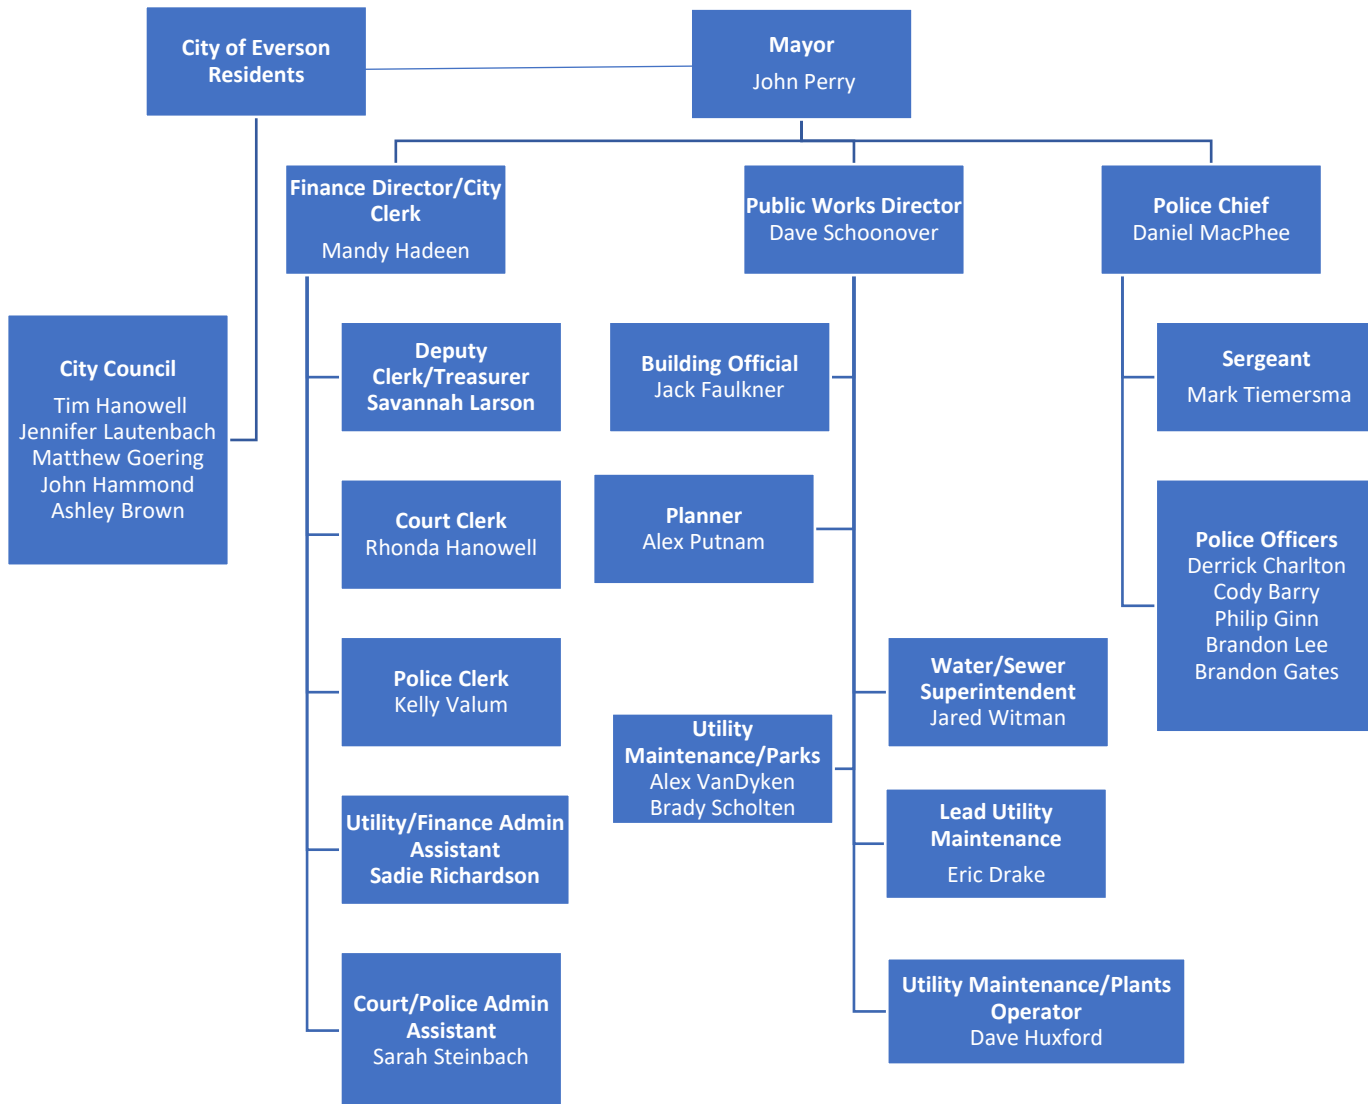 City of Everson
Residents
Mayor
John Perry
Finance Director/City
Clerk
Mandy Hadeen
Public Works Director
Dave Schoonover
Police Chief
Daniel MacPhee
City Council
Tim Hanowell
Jennifer Lautenbach
Matthew Goering
John Hammond
Ashley Brown
Deputy
Clerk/Treasurer
Savannah Larson
Court Clerk
Rhonda Hanowell
Police Clerk
Kelly Valum
Utility/Finance Admin
Assistant
Sadie Richardson
Court/Police Admin
Assistant
Sarah Steinbach
Building Official
Jack Faulkner
Planner
Alex Putnam
Utility
Maintenance/Parks
Alex VanDyken
Brady Scholten
Water/Sewer
Superintendent
Jared Witman
Lead Utility
Maintenance
Eric Drake
Utility Maintenance/Plants
Operator
Dave Huxford
Sergeant
Mark Tiemersma
Police Officers
Derrick Charlton
Cody Barry
Philip Ginn
Brandon Lee
Brandon Gates